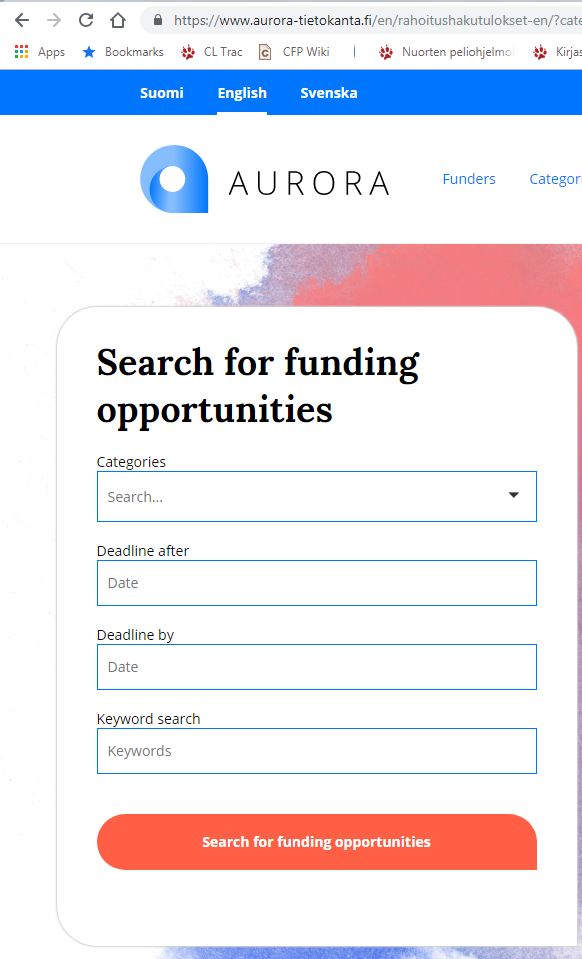 https://www.aurora-tietokanta.fi/en/rahoitushakutulokset-en/?cate
Apps Bookmarks CL Trac CFP Wiki Nuorten peliohjelmo Kirjas
Suomi English Svenska
AURORA Funders Categori
Search for funding
opportunities
Categories
Search...
Deadline after
Date
Deadline by
Date
Keyword search
Keywords
Search for funding opportunities